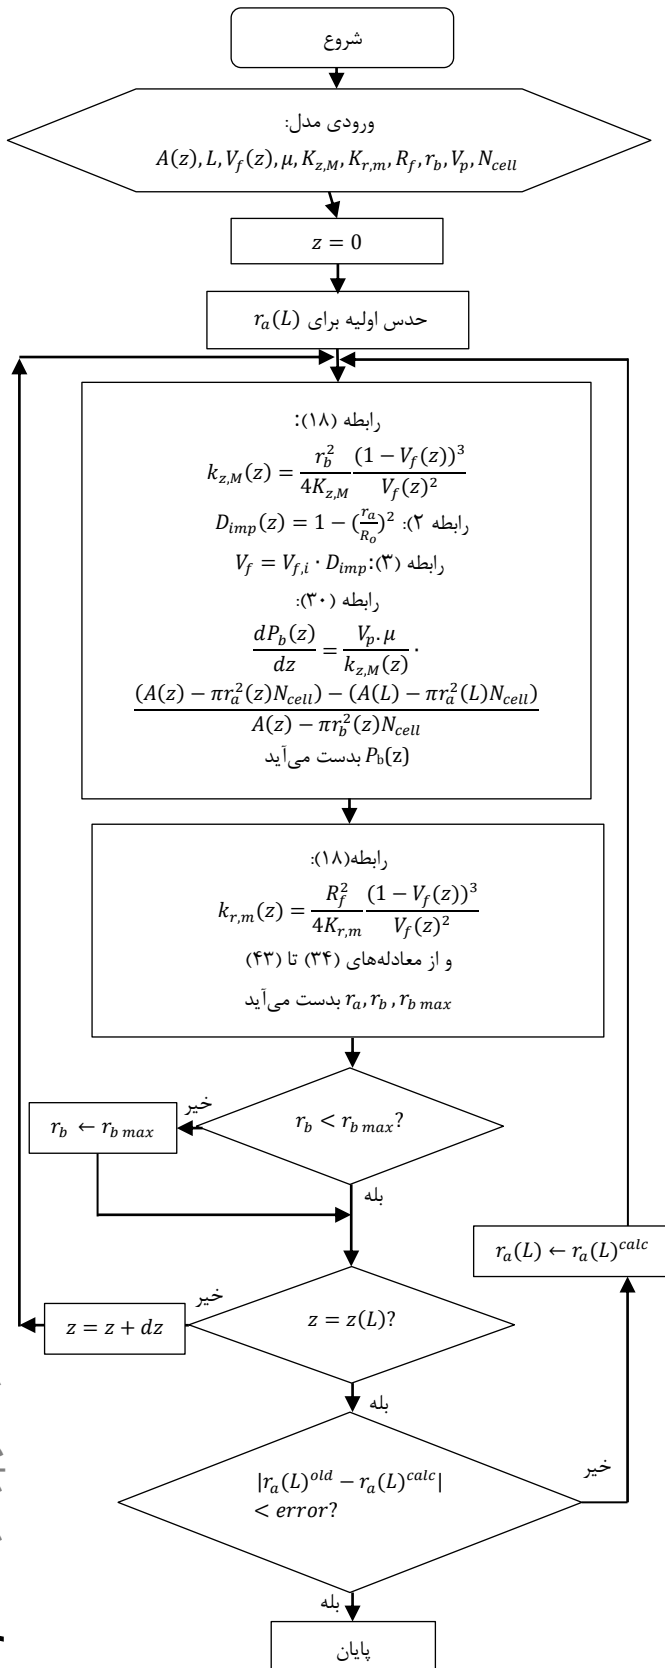 شروع
ورودی مدل:
A(z), L, V_f(z), μ, K_{z,M}, K_{r,m}, R_f, r_b, V_p, N_{cell}
z = 0
حدس اولیه برای r_a(L)
رابطه (۱۸):
k_{z,M}(z) = \frac{r_b^2}{4K_{z,M}} \frac{(1 - V_f(z))^3}{V_f(z)^2}
رابطه ۲): D_{imp}(z) = 1 - (\frac{r_a}{R_o})^2
رابطه (۳): V_f = V_{f,i} · D_{imp}
رابطه (۳۰):
\frac{dP_b(z)}{dz} = \frac{V_p.μ}{k_{z,M}(z)} ·
\frac{(A(z) - πr_a^2(z)N_{cell}) - (A(L) - πr_a^2(L)N_{cell})}{A(z) - πr_b^2(z)N_{cell}}
P_b(z) بدست می‌آید
رابطه(۱۸):
k_{r,m}(z) = \frac{R_f^2}{4K_{r,m}} \frac{(1 - V_f(z))^3}{V_f(z)^2}
و از معادله‌های (۳۴) تا (۴۳)
r_a, r_b, r_{b max} بدست می‌آید
r_b < r_{b max}?
خیر
r_b ← r_{b max}
بله
r_a(L) ← r_a(L)^{calc}
z = z(L)?
خیر
z = z + dz
بله
|r_a(L)^{old} − r_a(L)^{calc}|
< error?
خیر
بله
پایان